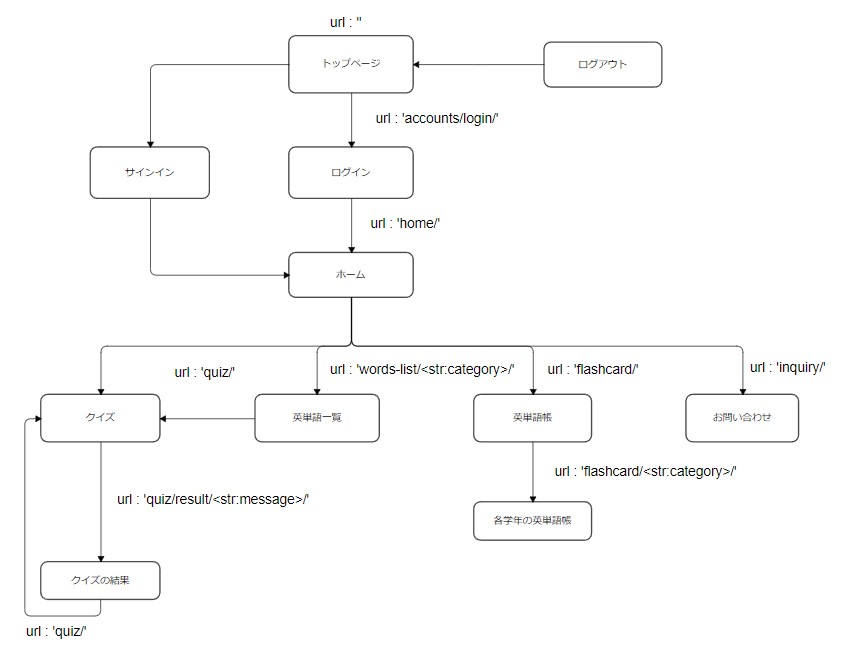 url : ''
トップページ
ログアウト
url : 'accounts/login/'
サインイン
ログイン
url : 'home/'
ホーム
url : 'quiz/'
url : 'words-list/<str:category>/'
url : 'flashcard/'
url : 'inquiry/'
クイズ
英単語一覧
英単語帳
お問い合わせ
url : 'flashcard/<str:category>/'
url : 'quiz/result/<str:message>/'
各学年の英単語帳
クイズの結果
url : 'quiz/'